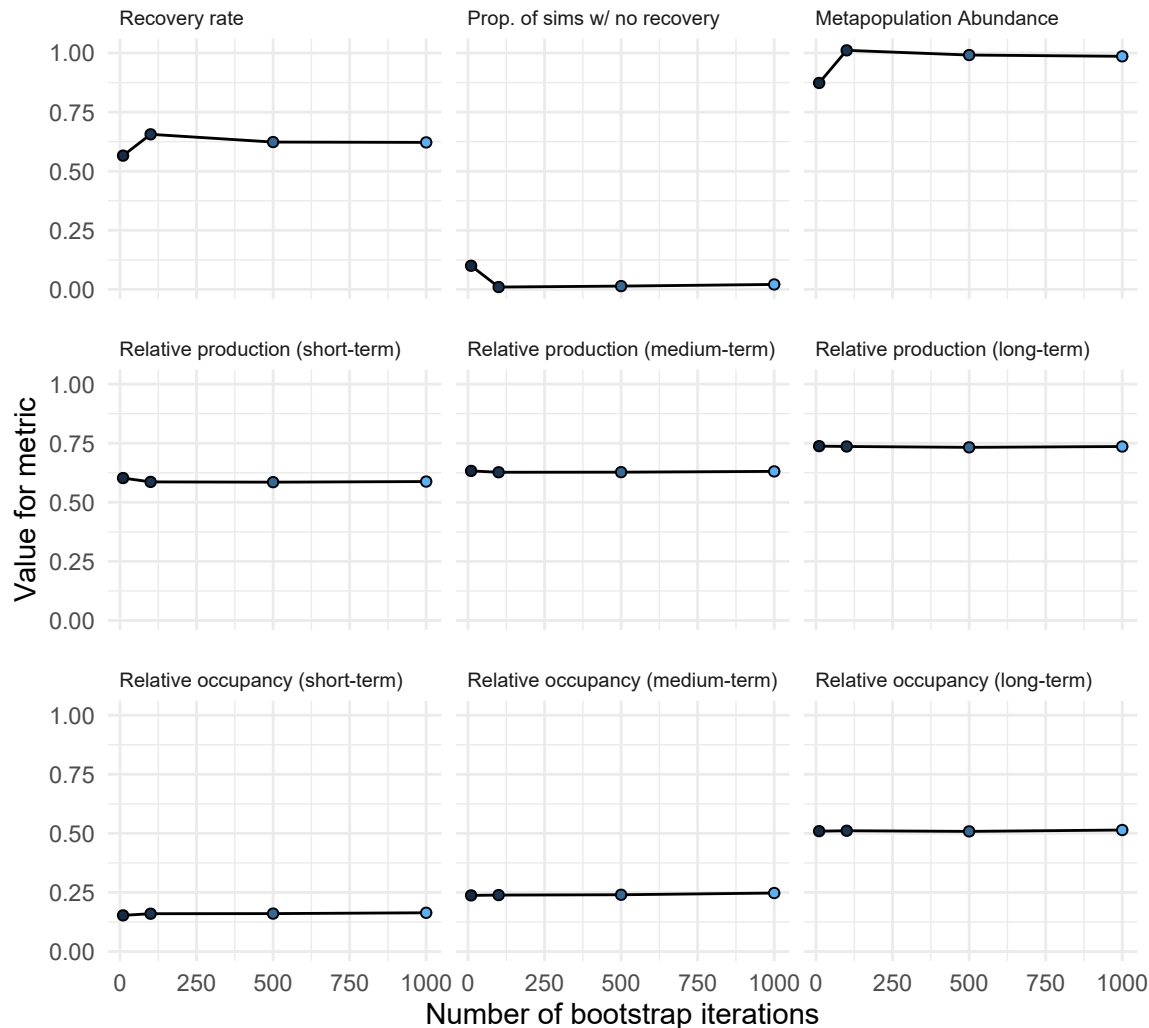 Recovery rate Prop. of sims w/ no recovery Metapopulation Abundance
1.00
0.75
0.50
0.25
0.00
Relative production (short-term) Relative production (medium-term) Relative production (long-term)
1.00
0.75
0.50
0.25
0.00
Value for metric
Relative occupancy (short-term) Relative occupancy (medium-term) Relative occupancy (long-term)
1.00
0.75
0.50
0.25
0.00
0 250 500 750 1000 0 250 500 750 1000 0 250 500 750 1000
Number of bootstrap iterations